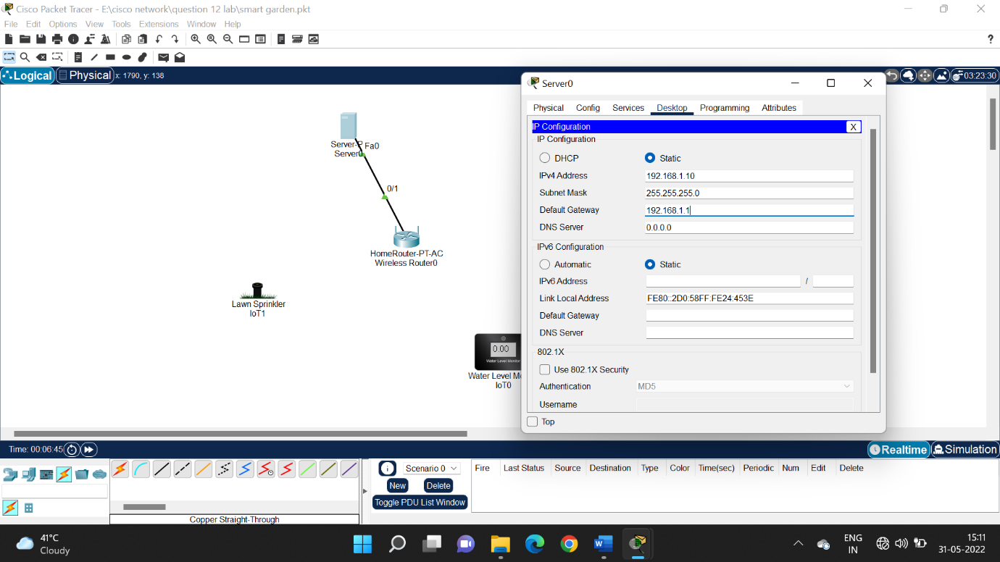 Cisco Packet Tracer - E:\cisco network\question 12 lab\smart garden.pkt
File Edit Options View Tools Extensions Window Help
?
Logical Physical x: 1790, y: 138
03:23:30
Server0
Physical Config Services Desktop Programming Attributes
IP Configuration X
IP Configuration
DHCP Static
IPv4 Address 192.168.1.10
Subnet Mask 255.255.255.0
Default Gateway 192.168.1.1
DNS Server 0.0.0.0
IPv6 Configuration
Automatic Static
IPv6 Address /
Link Local Address FE80::2D0:58FF:FE24:453E
Default Gateway
DNS Server
802.1X
Use 802.1X Security
Authentication MD5
Username
Top
Server-P Fa0
Server0
0/1
HomeRouter-PT-AC
Wireless Router0
Lawn Sprinkler
IoT1
0.00
Water Level Monitor
Water Level Mo
IoT0
Time: 00:06:45
Realtime Simulation
Scenario 0
New Delete
Toggle PDU List Window
Fire Last Status Source Destination Type Color Time(sec) Periodic Num Edit Delete
Copper Straight-Through
41°C
Cloudy
ENG
IN
15:11
31-05-2022